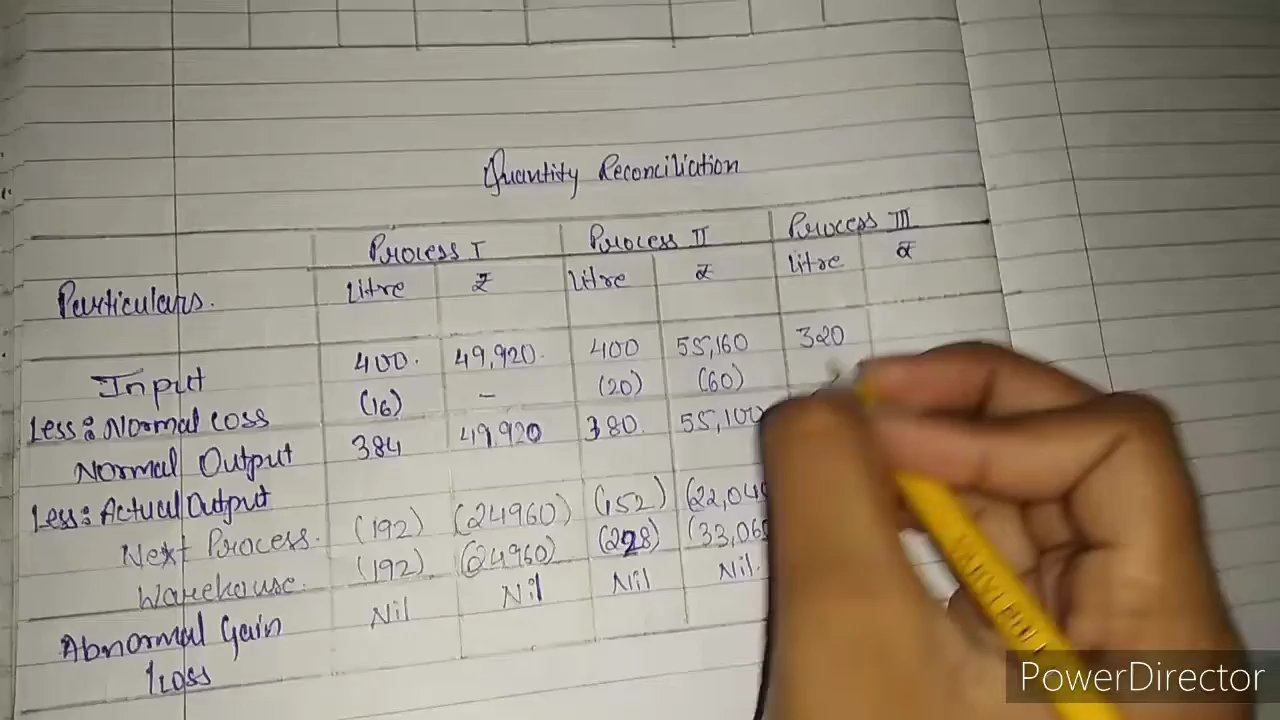 Quantity Reconciliation
Particulars. Process I Process II Process III
Litre ₹ Litre ₹ Litre ₹
Input 400. 49,920. 400 55,160 320
Less: Normal Loss (16) - (20) (60)
Normal Output 384 49,920 380. 55,100
Less: Actual Output
Next Process. (192) (24960) (152) (22,04
Warehouse. (192) (24960) (228) (33,06
Abnormal Gain Nil Nil Nil Nil.
/Loss
PowerDirector